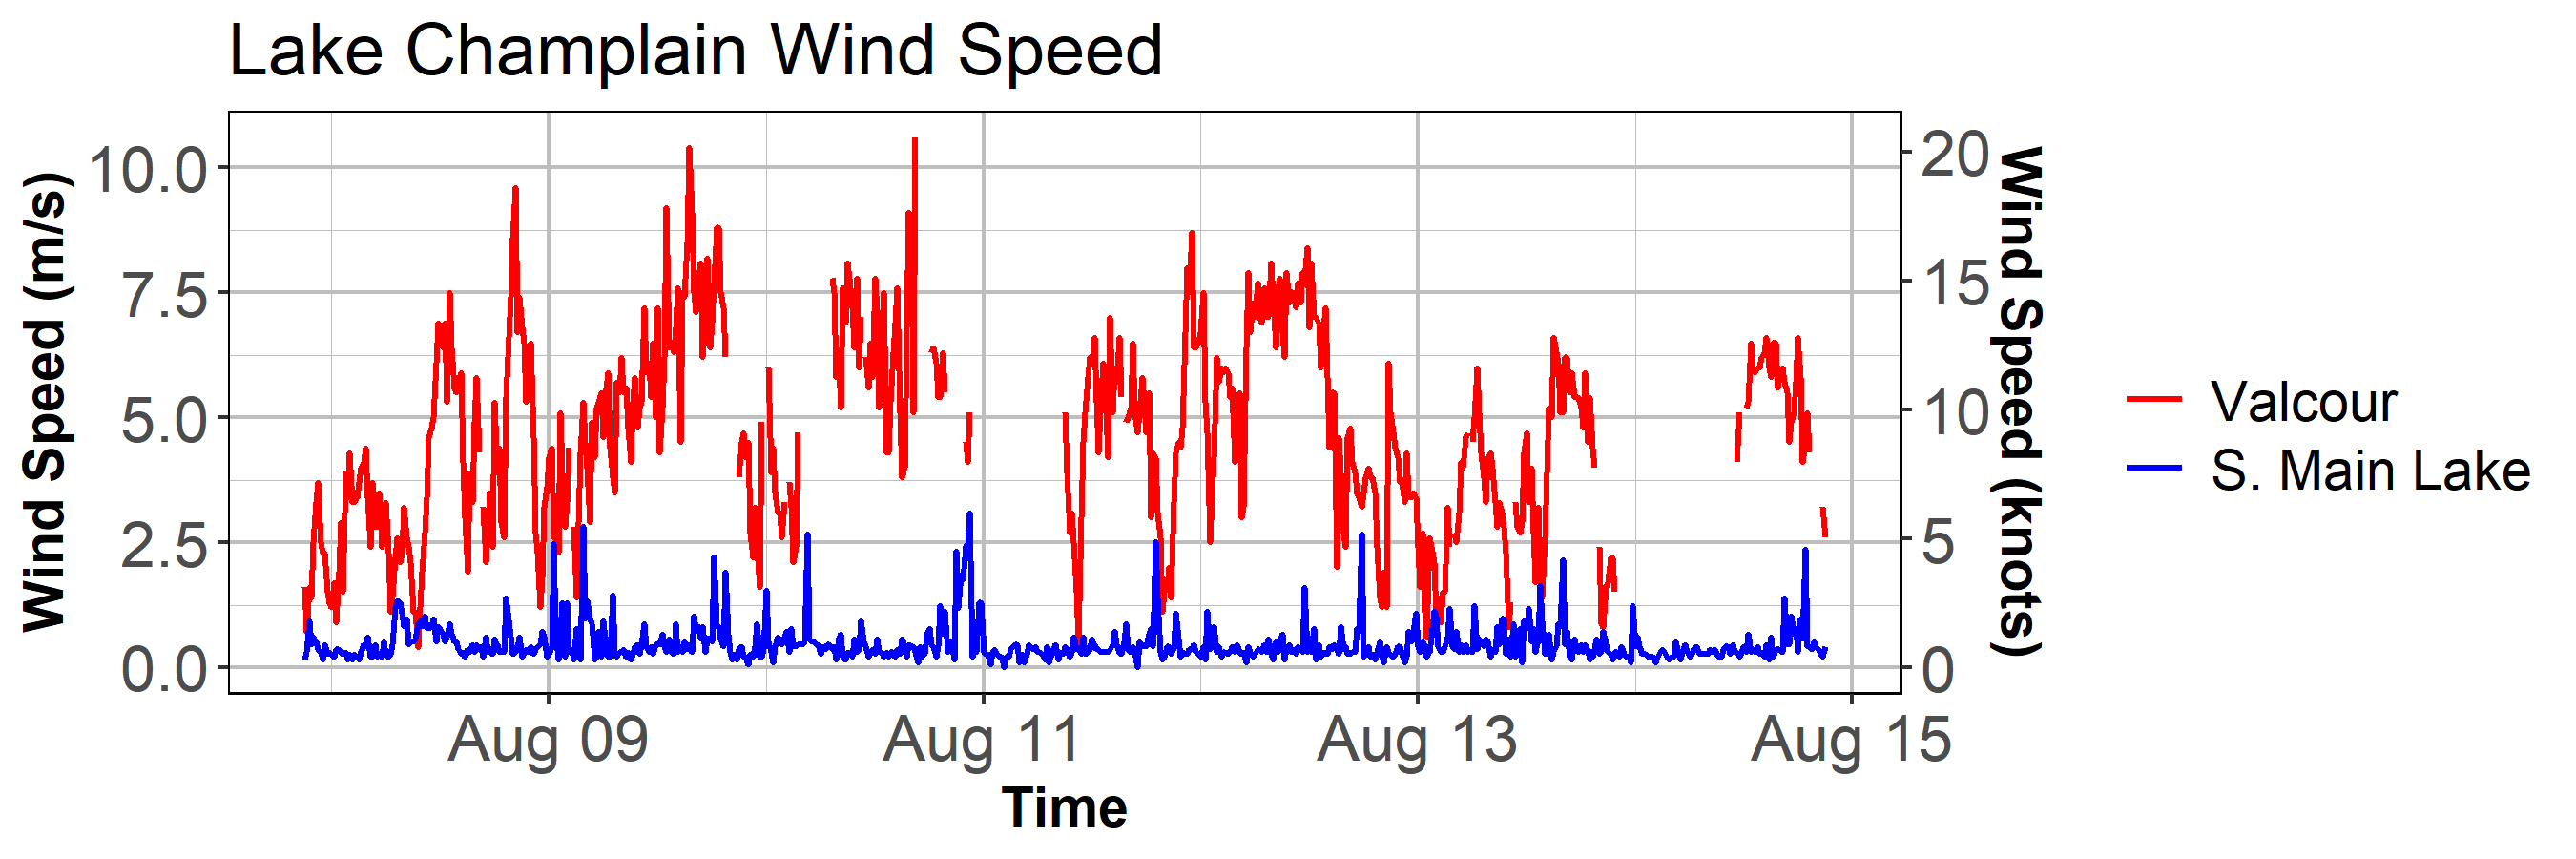 Lake Champlain Wind Speed
Wind Speed (m/s)
10.0
7.5
5.0
2.5
0.0
20
15
10
5
0
Wind Speed (knots)
Aug 09
Aug 11
Aug 13
Aug 15
Time
Valcour
S. Main Lake